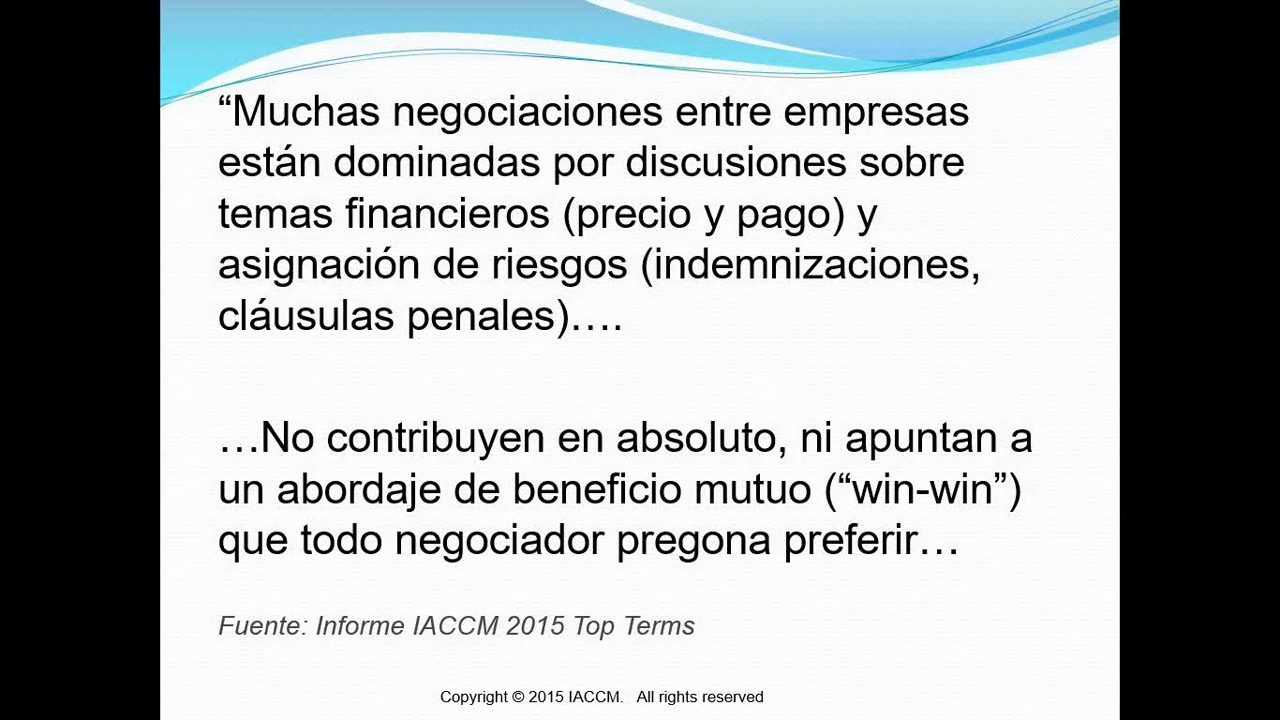 “Muchas negociaciones entre empresas
están dominadas por discusiones sobre
temas financieros (precio y pago) y
asignación de riesgos (indemnizaciones,
cláusulas penales)….
…No contribuyen en absoluto, ni apuntan a
un abordaje de beneficio mutuo (“win-win”)
que todo negociador pregona preferir…
Fuente: Informe IACCM 2015 Top Terms
Copyright © 2015 IACCM.   All rights reserved